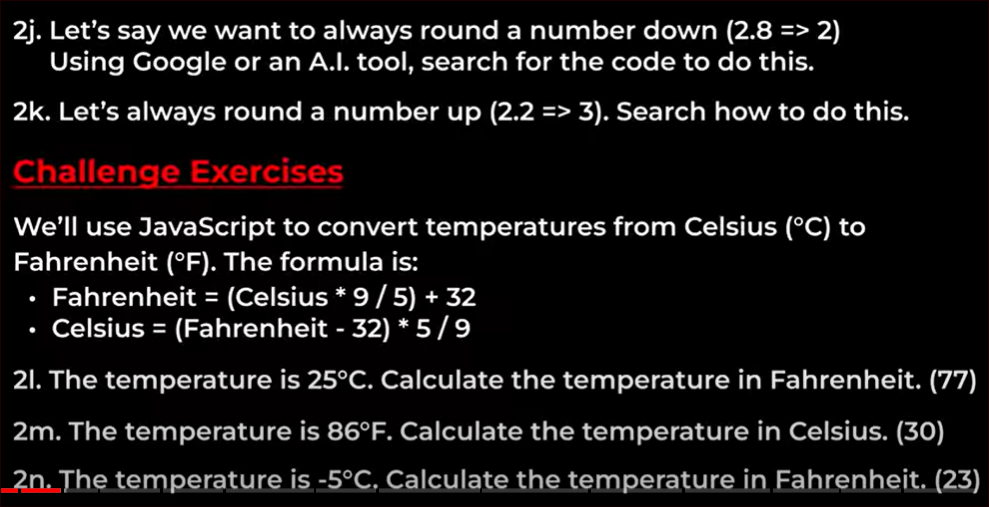 2j. Let's say we want to always round a number down (2.8 => 2)
Using Google or an A.I. tool, search for the code to do this.
2k. Let's always round a number up (2.2 => 3). Search how to do this.
Challenge Exercises
We'll use JavaScript to convert temperatures from Celsius (°C) to
Fahrenheit (°F). The formula is:
• Fahrenheit = (Celsius * 9 / 5) + 32
• Celsius = (Fahrenheit - 32) * 5 / 9
2l. The temperature is 25°C. Calculate the temperature in Fahrenheit. (77)
2m. The temperature is 86°F. Calculate the temperature in Celsius. (30)
2n. The temperature is -5°C. Calculate the temperature in Fahrenheit. (23)